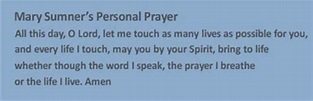 Mary Sumner's Personal Prayer
All this day, O Lord, let me touch as many lives as possible for you,
and every life I touch, may you by your Spirit, bring to life
whether though the word I speak, the prayer I breathe
or the life I live. Amen